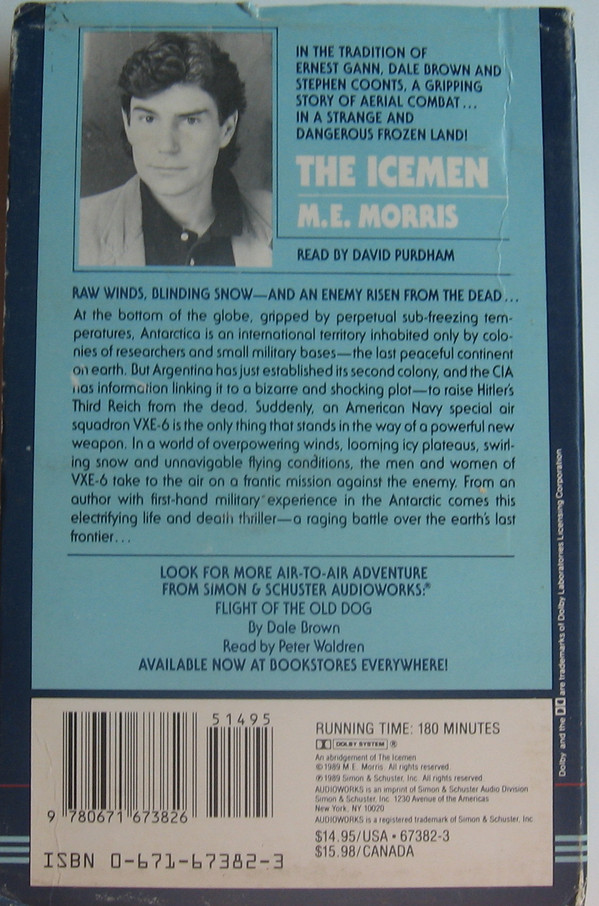 IN THE TRADITION OF
ERNEST GANN, DALE BROWN AND
STEPHEN COONTS, A GRIPPING
STORY OF AERIAL COMBAT...
IN A STRANGE AND
DANGEROUS FROZEN LAND!
THE ICEMEN
M.E. MORRIS
READ BY DAVID PURDHAM
RAW WINDS, BLINDING SNOW—AND AN ENEMY RISEN FROM THE DEAD...
At the bottom of the globe, gripped by perpetual sub-freezing tem-
peratures, Antarctica is an international territory inhabited only by colo-
nies of researchers and small military bases—the last peaceful continent
on earth. But Argentina has just established its second colony, and the CIA
has information linking it to a bizarre and shocking plot—to raise Hitler's
Third Reich from the dead. Suddenly, an American Navy special air
squadron VXE-6 is the only thing that stands in the way of a powerful new
weapon. In a world of overpowering winds, looming icy plateaus, swirl-
ing snow and unnavigable flying conditions, the men and women of
VXE-6 take to the air on a frantic mission against the enemy. From an
author with first-hand military experience in the Antarctic comes this
electrifying life and death thriller—a raging battle over the earth's last
frontier...
LOOK FOR MORE AIR-TO-AIR ADVENTURE
FROM SIMON & SCHUSTER AUDIOWORKS:®
FLIGHT OF THE OLD DOG
By Dale Brown
Read by Peter Waldren
AVAILABLE NOW AT BOOKSTORES EVERYWHERE!
Dolby and the DD are trademarks of Dolby Laboratories Licensing Corporation
51495
9 780671 673826
ISBN 0-671-67382-3
RUNNING TIME: 180 MINUTES
DOLBY SYSTEM ®
An abridgement of The Icemen
© 1989 M.E. Morris. All rights reserved.
℗ 1989 Simon & Schuster, Inc. All rights reserved.
AUDIOWORKS is an imprint of Simon & Schuster Audio Division
Simon & Schuster, Inc. 1230 Avenue of the Americas
New York, NY 10020
AUDIOWORKS is a registered trademark of Simon & Schuster, Inc.
$14.95/USA • 67382-3
$15.98/CANADA